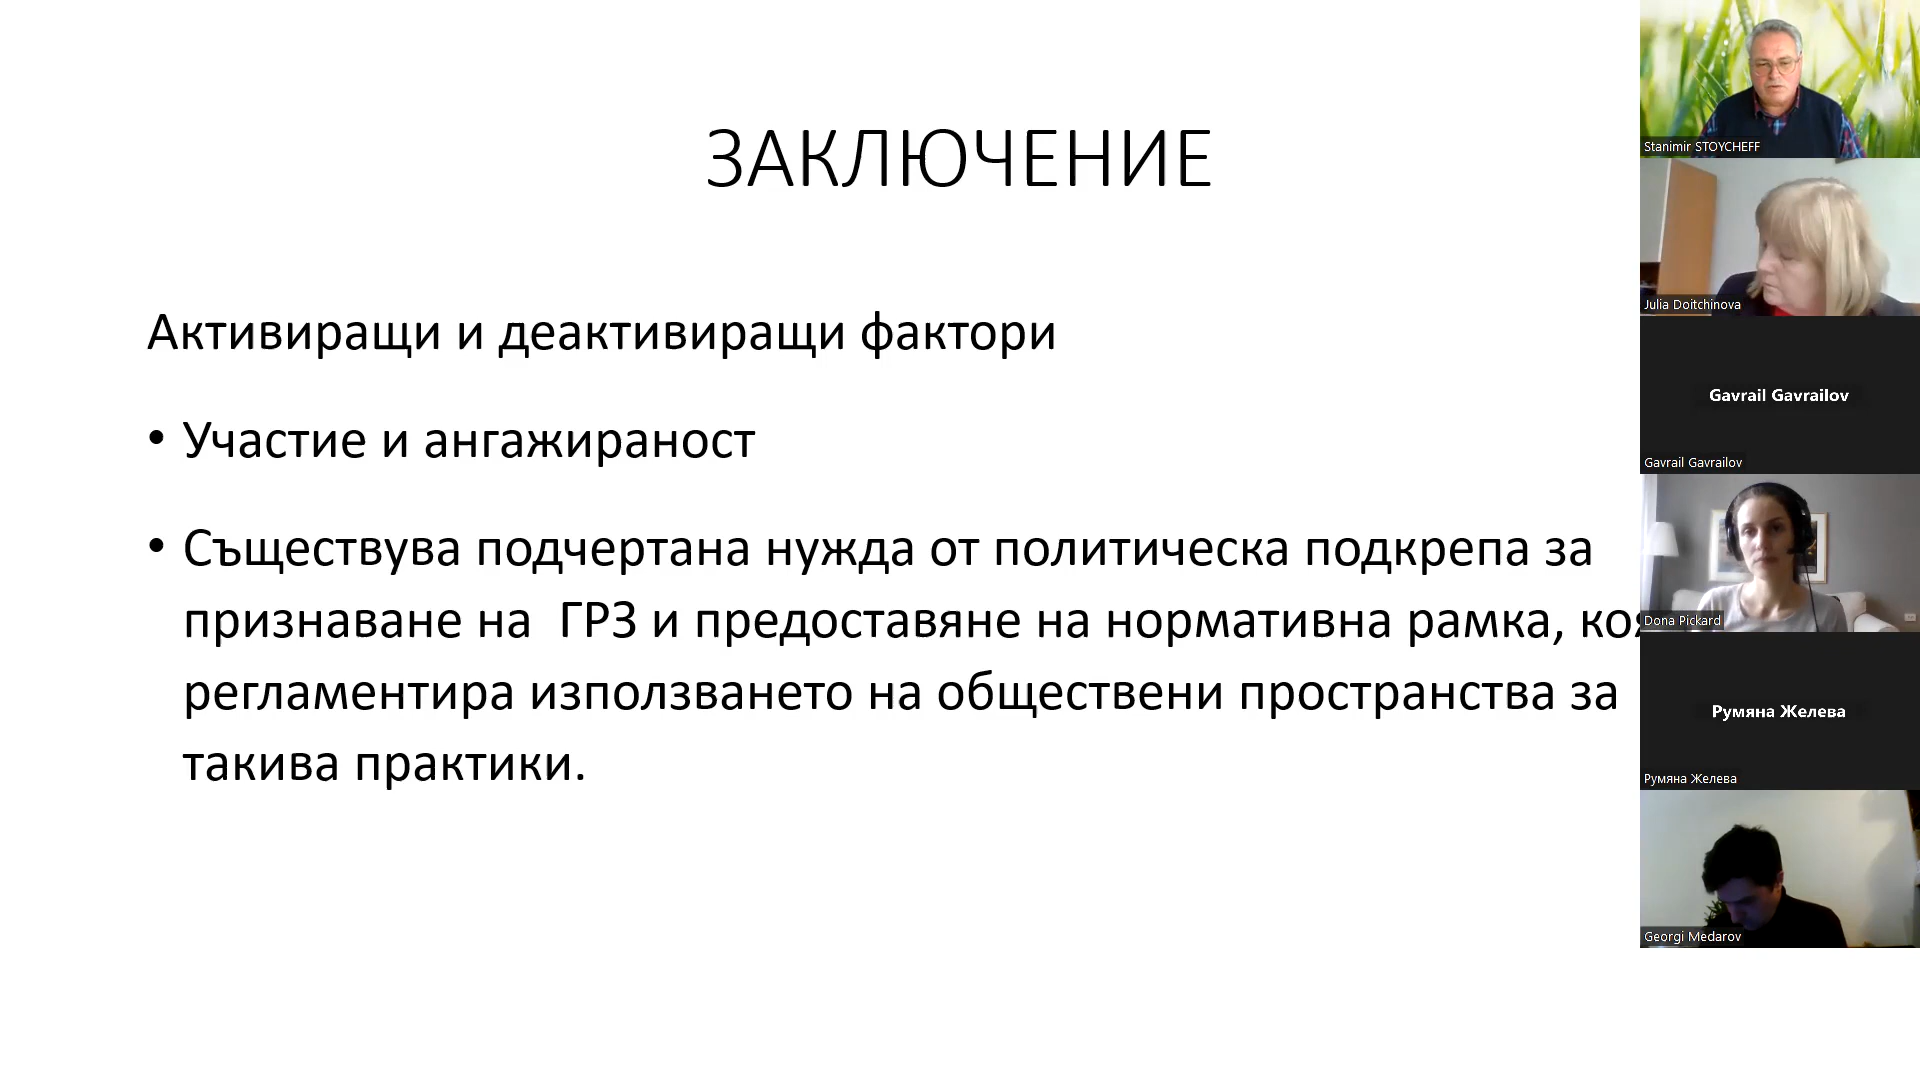 ЗАКЛЮЧЕНИЕ
Активиращи и деактивиращи фактори
• Участие и ангажираност
• Съществува подчертана нужда от политическа подкрепа за
признаване на ГРЗ и предоставяне на нормативна рамка,
регламентира използването на обществени пространства за
такива практики.
Stanimir STOYCHEFF
Julia Doitchinova
Gavrail Gavrailov
Gavrail Gavrailov
Dona Pickard
Румяна Желева
Румяна Желева
Georgi Medarov